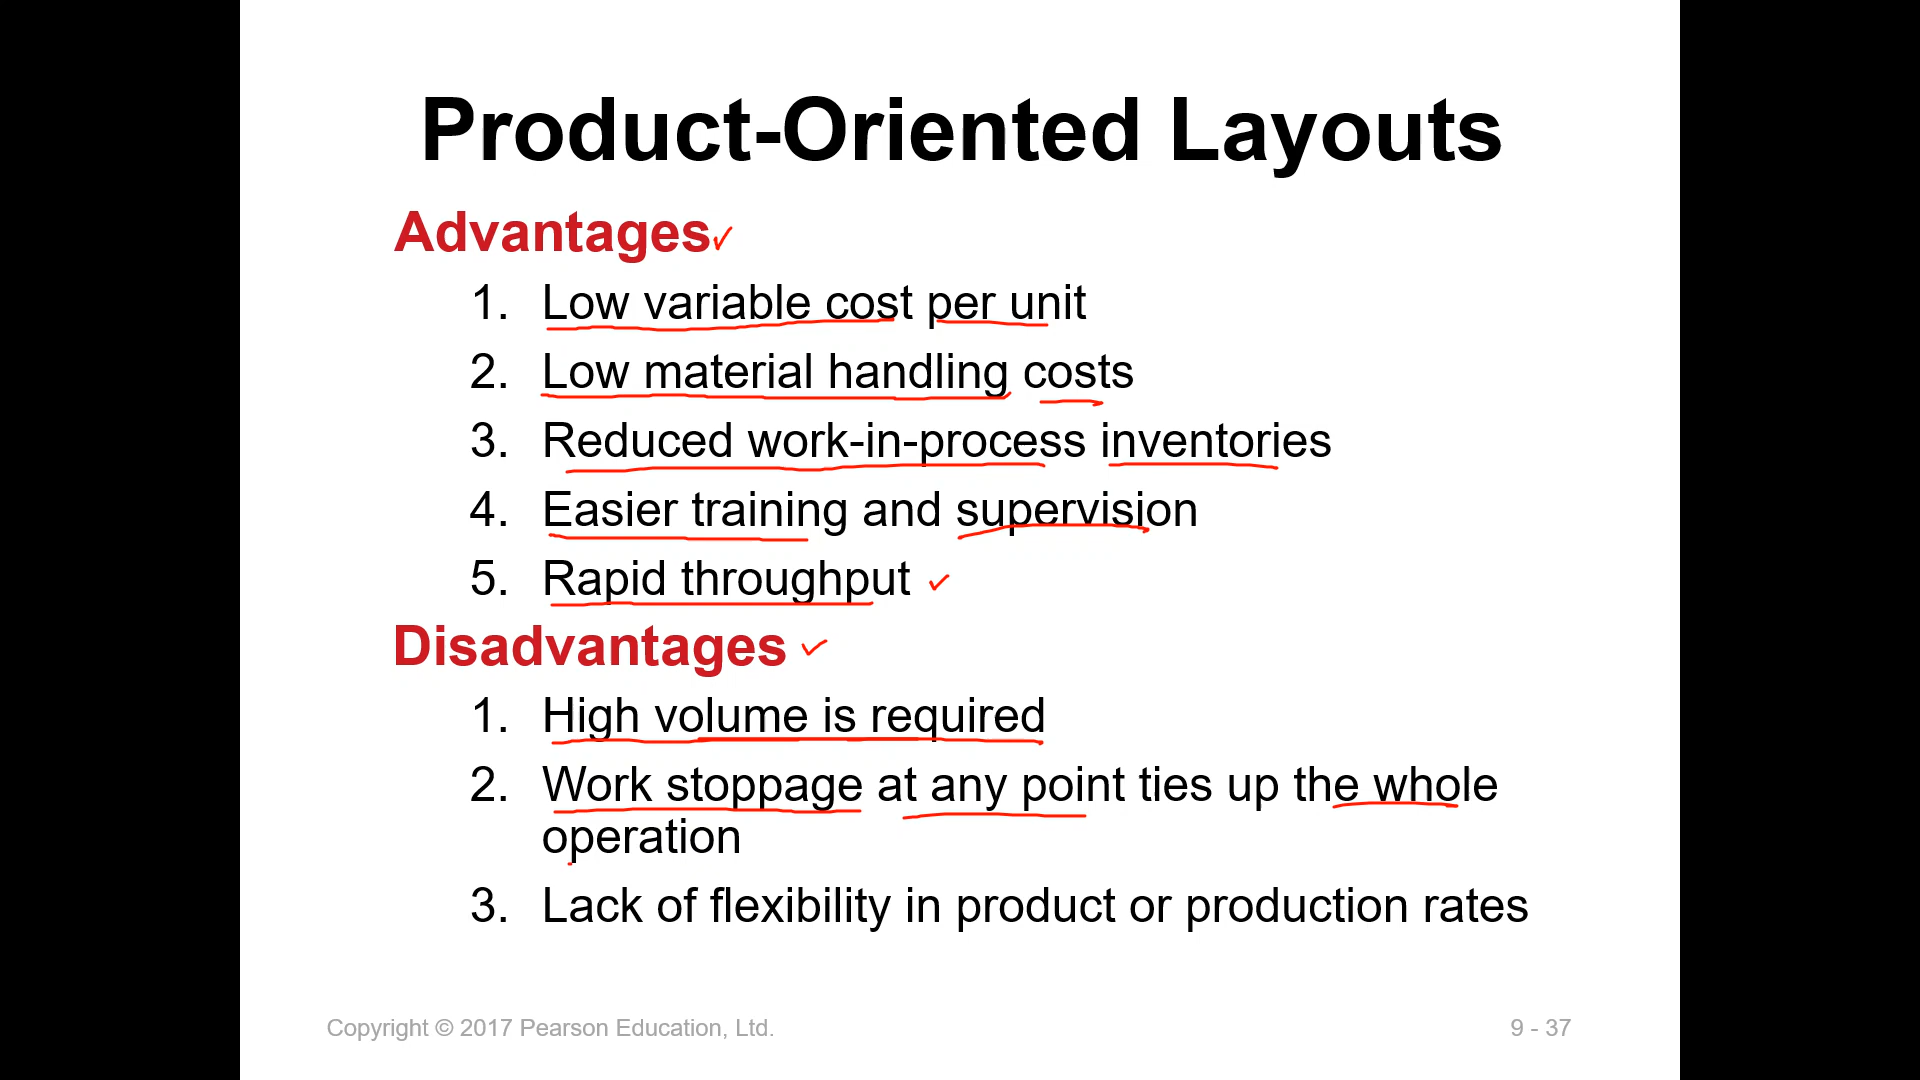 Product-Oriented Layouts
Advantages
1. Low variable cost per unit
2. Low material handling costs
3. Reduced work-in-process inventories
4. Easier training and supervision
5. Rapid throughput
Disadvantages
1. High volume is required
2. Work stoppage at any point ties up the whole
operation
3. Lack of flexibility in product or production rates
Copyright © 2017 Pearson Education, Ltd.
9 - 37